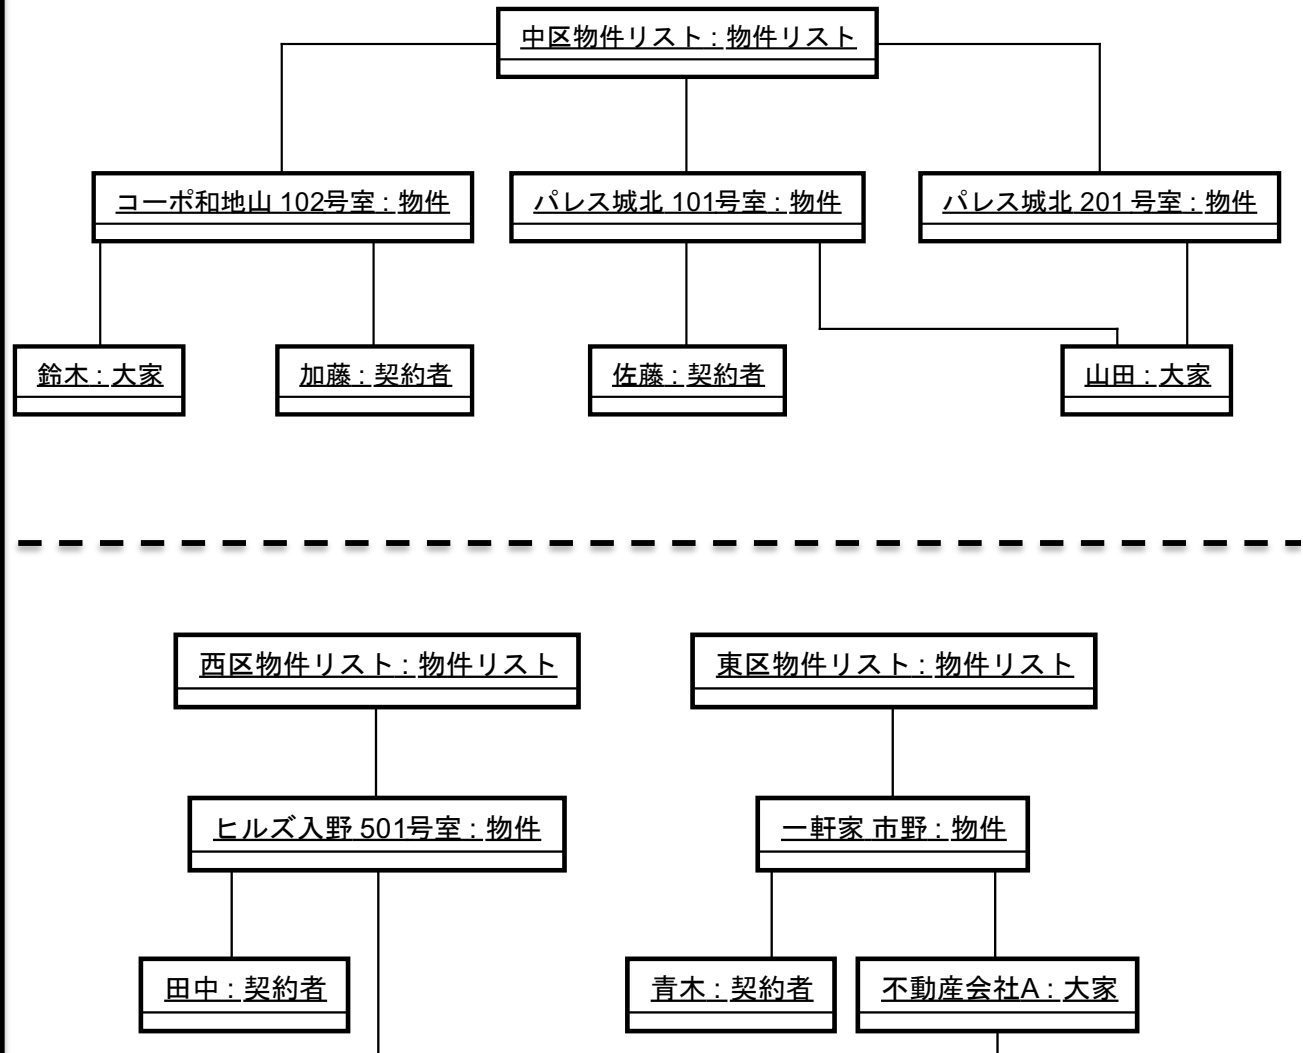 中区物件リスト : 物件リスト
コーポ和地山 102号室 : 物件
パレス城北 101号室 : 物件
パレス城北 201 号室 : 物件
鈴木 : 大家
加藤 : 契約者
佐藤 : 契約者
山田 : 大家
西区物件リスト : 物件リスト
東区物件リスト : 物件リスト
ヒルズ入野 501号室 : 物件
一軒家 市野 : 物件
田中 : 契約者
青木 : 契約者
不動産会社A : 大家